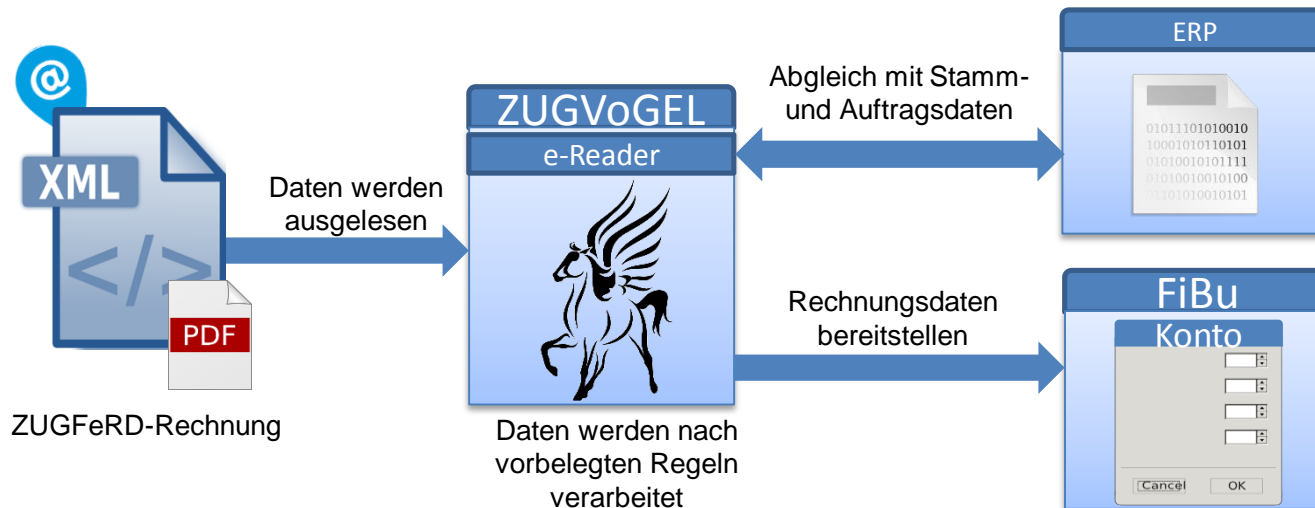 @
XML
</>
PDF
ZUGFeRD-Rechnung
Daten werden
ausgelesen
ZUGVoGEL
e-Reader
Daten werden nach
vorbelegten Regeln
verarbeitet
Abgleich mit Stamm-
und Auftragsdaten
ERP
01011101010010
10001010110101
01010010101111
01010010010100
01101010010101
Rechnungsdaten
bereitstellen
FiBu
Konto
Cancel
OK